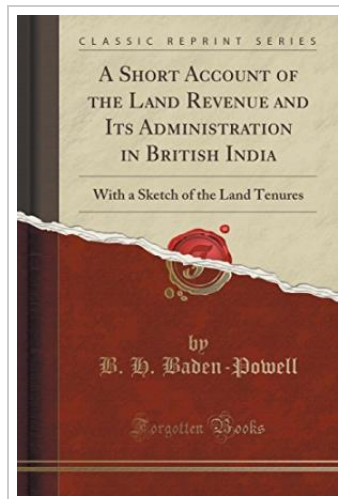 CLASSIC REPRINT SERIES
A Short Account of
the Land Revenue and
Its Administration
in British India
With a Sketch of the Land Tenures
by
B. H. Baden-Powell
Forgotten Books